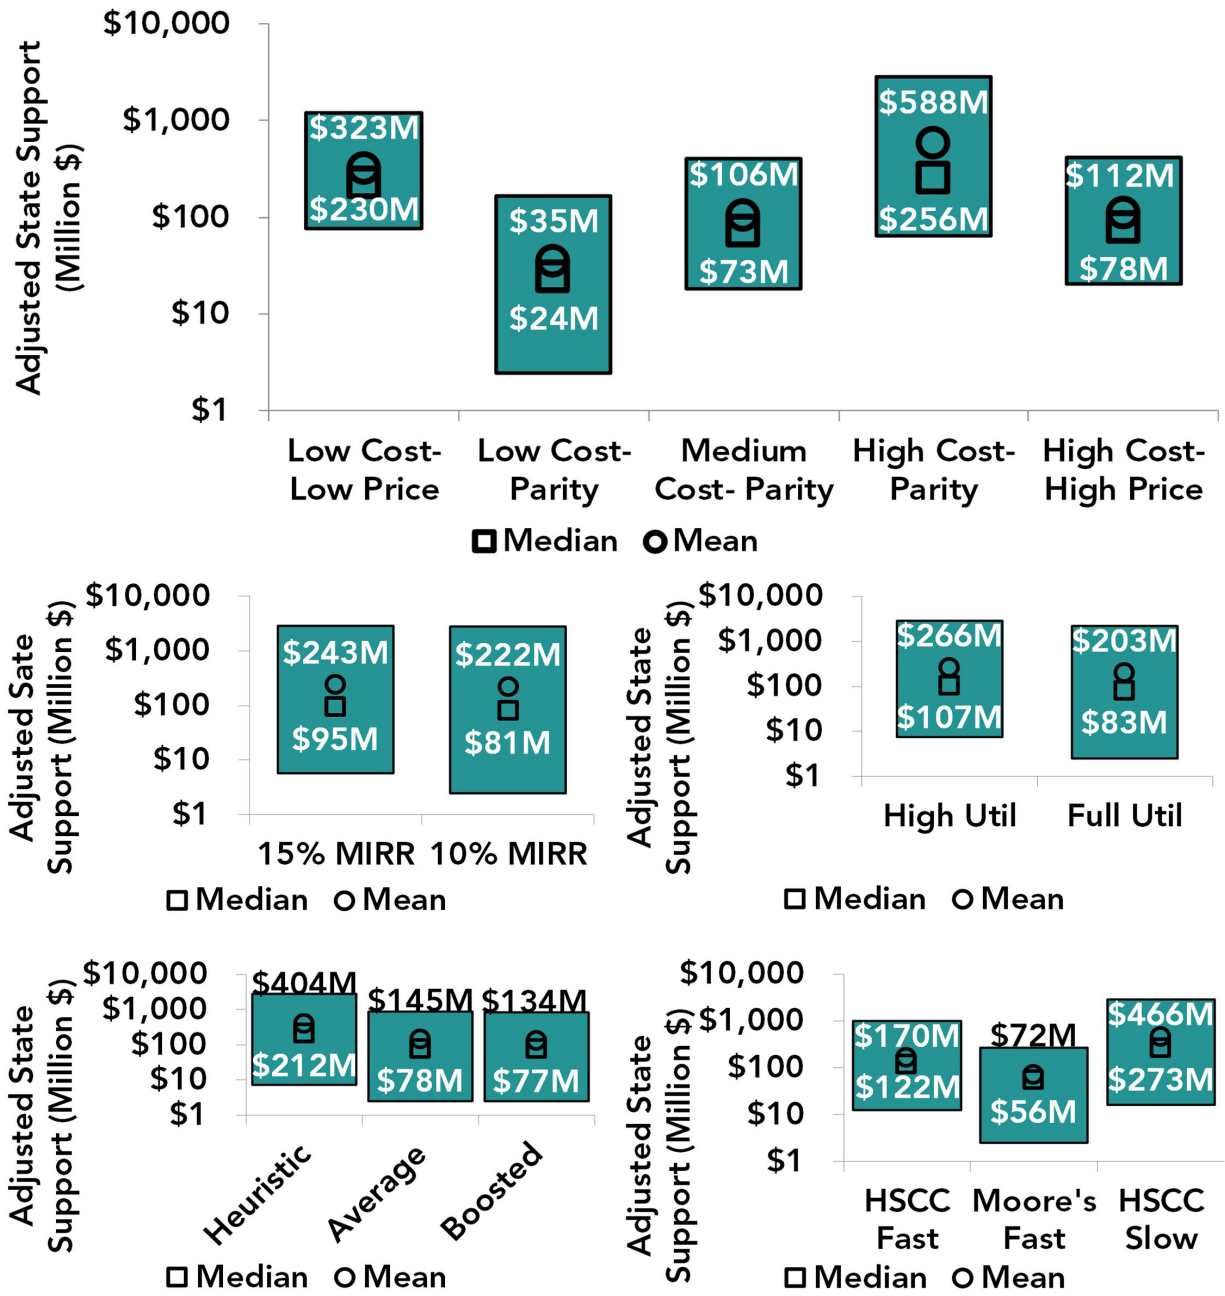 Adjusted State Support
(Million $)
$10,000
$1,000
$100
$10
$1
$323M
$230M
$35M
$24M
$106M
$73M
$588M
$256M
$112M
$78M
Low Cost-
Low Price
Low Cost-
Parity
Medium
Cost- Parity
High Cost-
Parity
High Cost-
High Price
Median
Mean
Adjusted Sate
Support (Million $)
$10,000
$1,000
$100
$10
$1
$243M
$95M
$222M
$81M
15% MIRR
10% MIRR
Median
Mean
Adjusted State
Support (Million $)
$10,000
$1,000
$100
$10
$1
$266M
$107M
$203M
$83M
High Util
Full Util
Median
Mean
Adjusted State
Support (Million $)
$10,000
$1,000
$100
$10
$1
$404M
$212M
$145M
$78M
$134M
$77M
Heuristic
Average
Boosted
Median
Mean
Adjusted State
Support (Million $)
$10,000
$1,000
$100
$10
$1
$170M
$122M
$72M
$56M
$466M
$273M
HSCC
Fast
Moore's
Fast
HSCC
Slow
Median
Mean